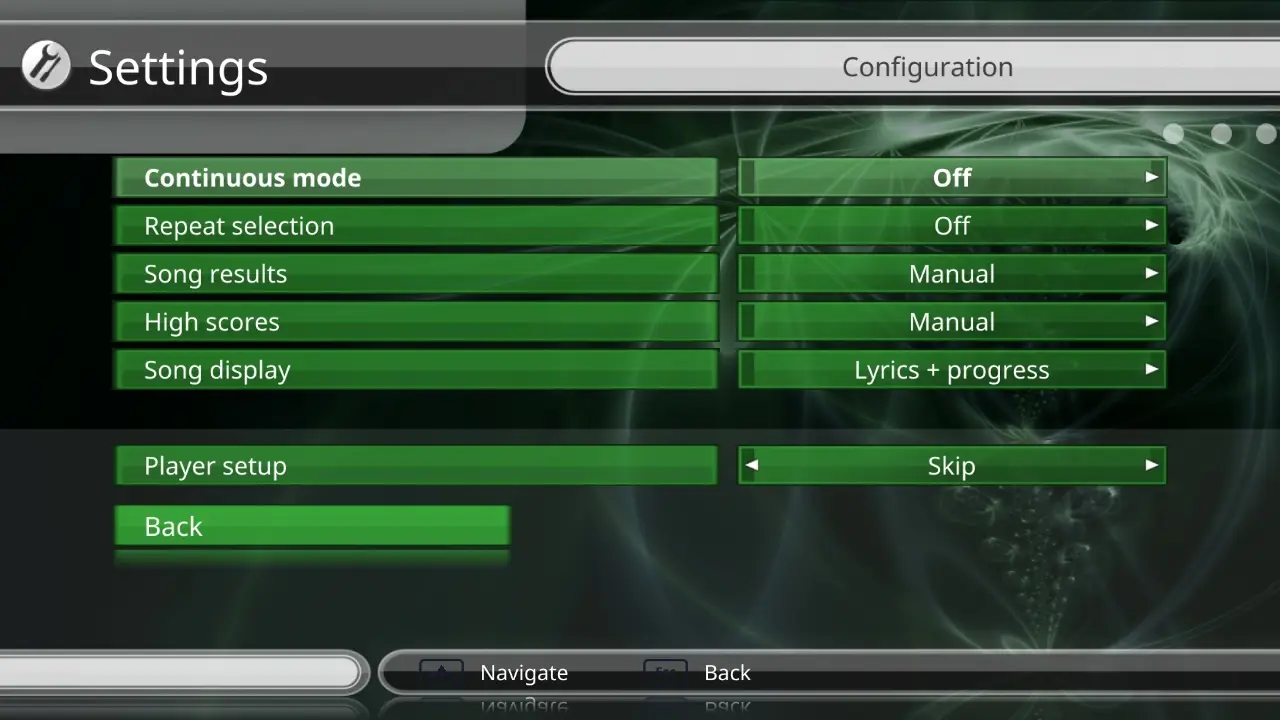 Settings
Configuration
Continuous mode Off
Repeat selection Off
Song results Manual
High scores Manual
Song display Lyrics + progress
Player setup Skip
Back
Navigate Back